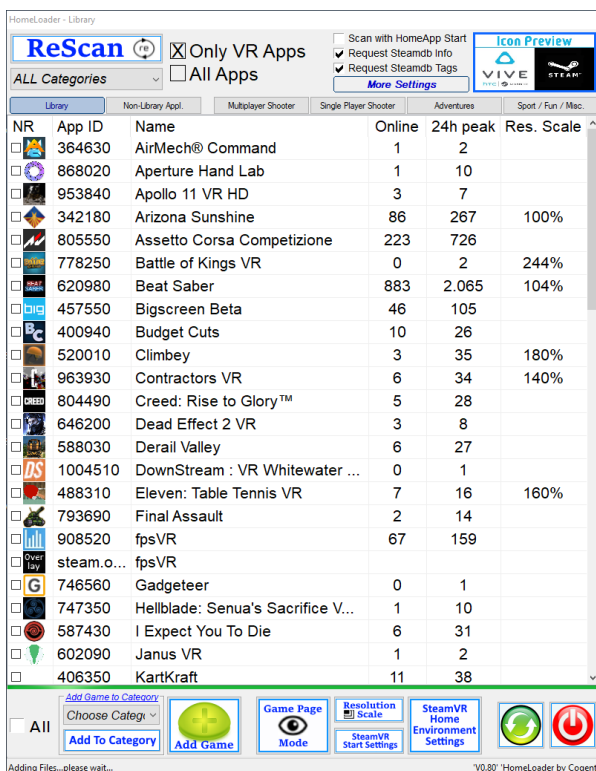 HomeLoader - Library
ReScan re
X Only VR Apps
All Apps
ALL Categories
Scan with HomeApp Start
Request Steamdb Info
Request Steamdb Tags
More Settings
Icon Preview
VIVE
STEAM
Library Non-Library Appl. Multiplayer Shooter Single Player Shooter Adventures Sport / Fun / Misc.
NR App ID Name Online 24h peak Res. Scale
364630 AirMech® Command 1 2
868020 Aperture Hand Lab 1 10
953840 Apollo 11 VR HD 3 7
342180 Arizona Sunshine 86 267 100%
805550 Assetto Corsa Competizione 223 726
778250 Battle of Kings VR 0 2 244%
BEAT SABER 620980 Beat Saber 883 2.065 104%
big 457550 Bigscreen Beta 46 105
BC 400940 Budget Cuts 10 26
520010 Climbey 3 35 180%
963930 Contractors VR 6 34 140%
CREED 804490 Creed: Rise to Glory™ 5 28
646200 Dead Effect 2 VR 3 8
588030 Derail Valley 6 27
DS 1004510 DownStream : VR Whitewater ... 0 1
488310 Eleven: Table Tennis VR 7 16 160%
793690 Final Assault 2 14
908520 fpsVR 67 159
Over lay steam.o... fpsVR
G 746560 Gadgeteer 0 1
747350 Hellblade: Senua's Sacrifice V... 1 10
587430 I Expect You To Die 6 31
602090 Janus VR 1 2
406350 KartKraft 11 38
All
Add Game to Category
Choose Catego
Add To Category
Add Game
Game Page
Mode
Resolution
Scale
SteamVR
Start Settings
SteamVR
Home
Environment
Settings
Adding Files...please wait... 'V0.80' 'HomeLoader by Cogent